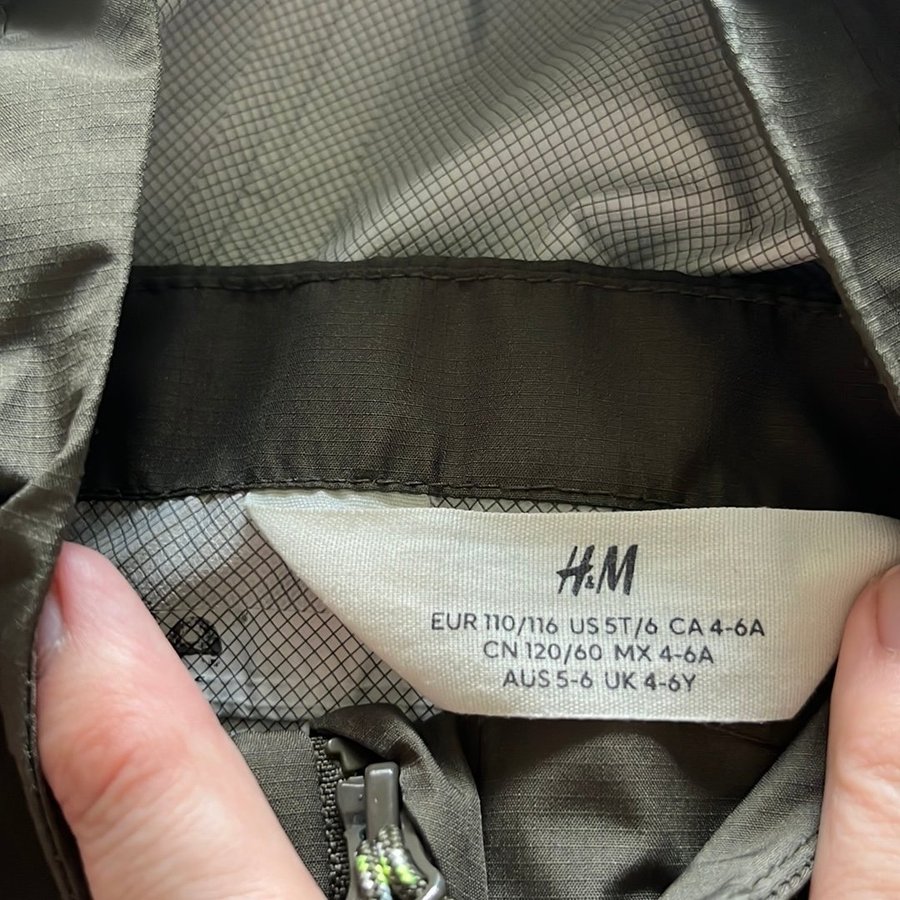 H&M
EUR 110/116 US 5T/6 CA 4-6A
CN 120/60 MX 4-6A
AUS 5-6 UK 4-6Y